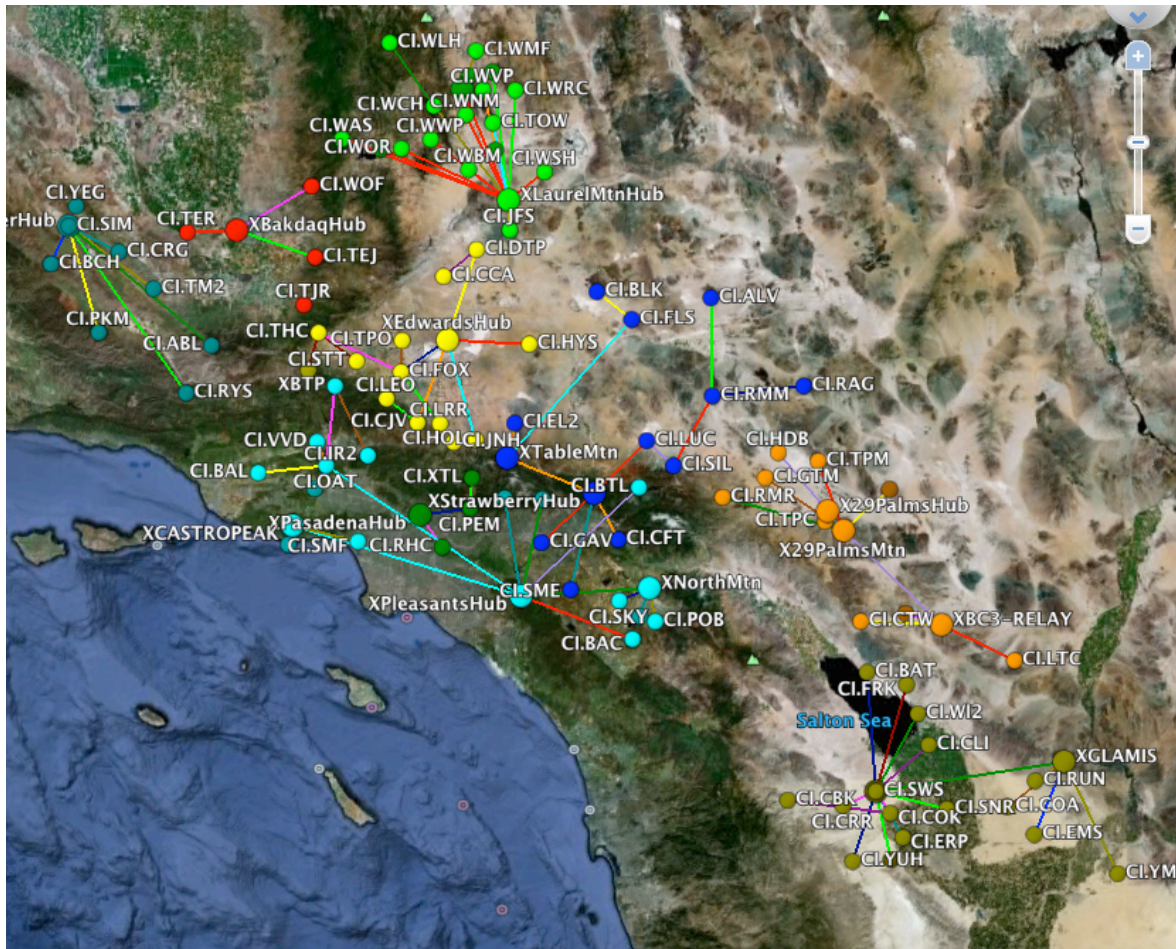 CI.WLH
CI.WMF
CI.WVP
CI.WRC
CI.WCH
CI.WNM
CI.WAS
CI.WWP
CI.TOW
CI.WOR
CI.WBM
CI.WSH
CI.WOF
XLaurelMtnHub
CI.YEG
CI.JFS
erHub
CI.SIM
CI.TER
XBakdaqHub
CI.CRG
CI.DTP
CI.BCH
CI.TEJ
CI.CCA
CI.TM2
CI.TJR
CI.BLK
CI.ALV
CI.PKM
CI.THC
CI.TPO
XEdwardsHub
CI.FLS
CI.ABL
CI.STT
CI.HYS
CI.FOX
CI.RYS
XBTP
CI.LEO
CI.RMM
CI.RAG
CI.LRR
CI.CJV
CI.EL2
CI.VVD
CI.HOL
CI.JNH
CI.LUC
CI.HDB
CI.IR2
XTableMtn
CI.TPM
CI.BAL
CI.SIL
CI.OAT
CI.XTL
CI.BTL
CI.GTM
XStrawberryHub
CI.RMR
X29PalmsHub
XPasadenaHub
CI.PEM
CI.TPC
XCASTROPEAK
CI.SMF
CI.RHC
CI.GAV
CI.CFT
X29PalmsMtn
CI.SME
XNorthMtn
XPleasantsHub
CI.SKY
CI.POB
CI.CTW
XBC3-RELAY
CI.BAC
CI.LTC
CI.BAT
CI.FRK
CI.WI2
Salton Sea
CI.CLI
XGLAMIS
CI.RUN
CI.SWS
CI.CBK
CI.SNR
CI.COA
CI.CRR
CI.COK
CI.EMS
CI.ERP
CI.YUH
CI.YM